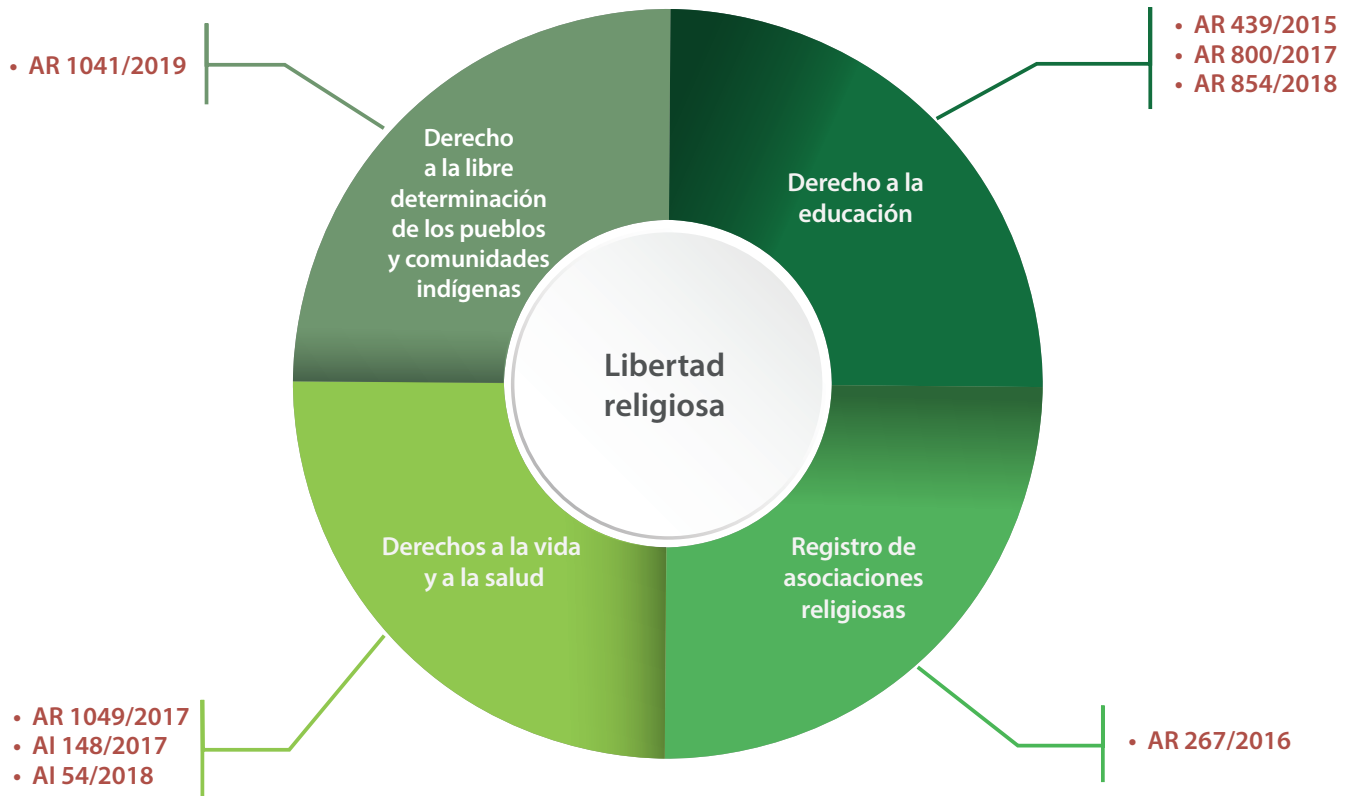 • AR 1041/2019
Derecho
a la libre
determinación
de los pueblos
y comunidades
indígenas
• AR 439/2015
• AR 800/2017
• AR 854/2018
Derecho a la
educación
Libertad
religiosa
Derechos a la vida
y a la salud
• AR 1049/2017
• AI 148/2017
• AI 54/2018
Registro de
asociaciones
religiosas
• AR 267/2016